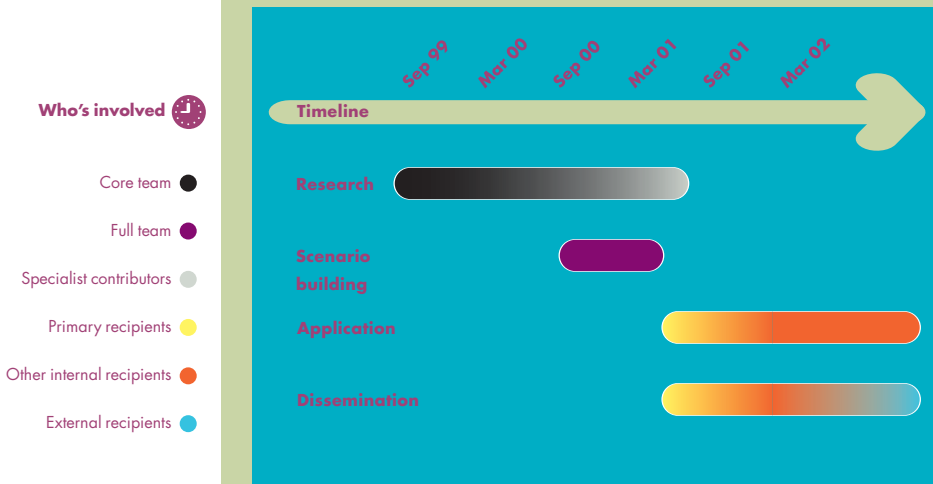 Sep 99
Mar 00
Sep 00
Mar 01
Sep 01
Mar 02
Who's involved
Timeline
Core team
Research
Full team
Scenario
building
Specialist contributors
Primary recipients
Application
Other internal recipients
Dissemination
External recipients